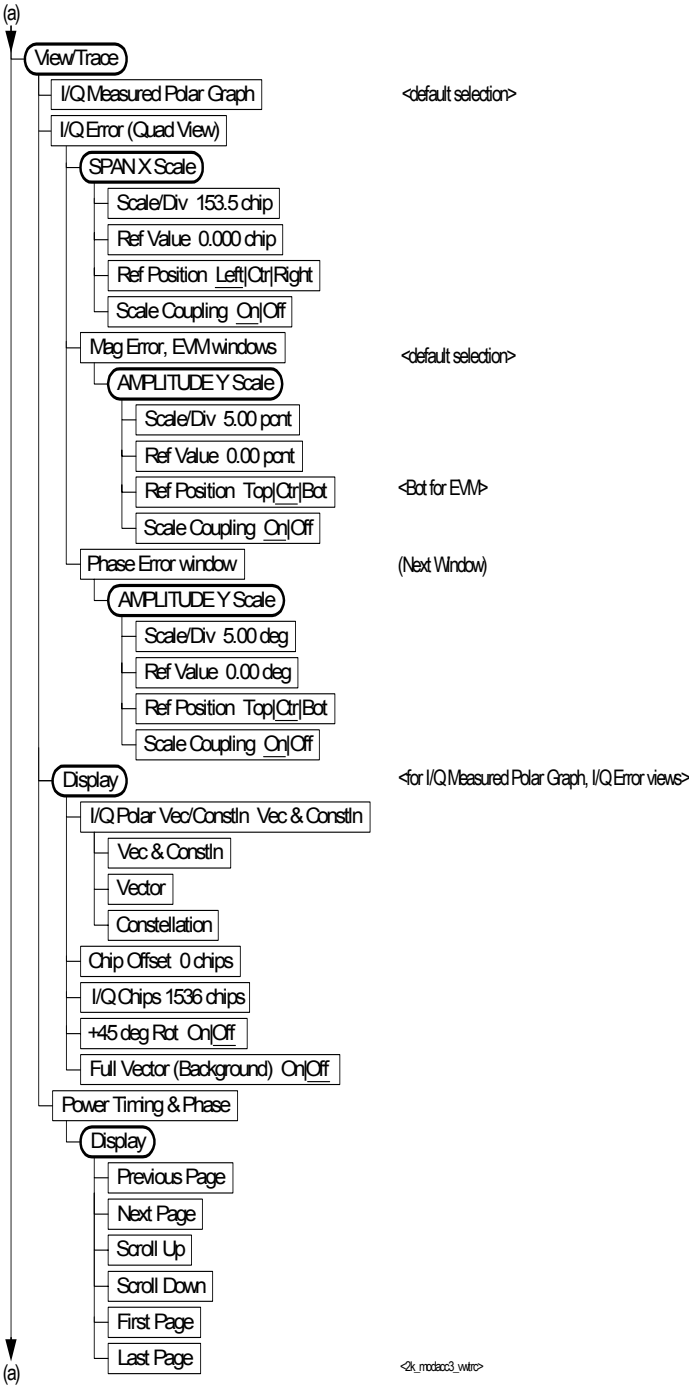 (a)
View/Trace
I/Q Measured Polar Graph <default selection>
I/Q Error (Quad View)
SPAN X Scale
Scale/Div 153.5 chip
Ref Value 0.000 chip
Ref Position Left|Ctr|Right
Scale Coupling On|Off
Mag Error, EVM windows <default selection>
AMPLITUDE Y Scale
Scale/Div 5.00 pcnt
Ref Value 0.00 pcnt
Ref Position Top|Ctr|Bot <Bot for EVM>
Scale Coupling On|Off
Phase Error window (Next Window)
AMPLITUDE Y Scale
Scale/Div 5.00 deg
Ref Value 0.00 deg
Ref Position Top|Ctr|Bot
Scale Coupling On|Off
Display <for I/Q Measured Polar Graph, I/Q Error views>
I/Q Polar Vec/Constln Vec & Constln
Vec & Constln
Vector
Constellation
Chip Offset 0 chips
I/Q Chips 1536 chips
+45 deg Rot On|Off
Full Vector (Background) On|Off
Power Timing & Phase
Display
Previous Page
Next Page
Scroll Up
Scroll Down
First Page
Last Page
(a) <2k_modacc3_vwtrc>